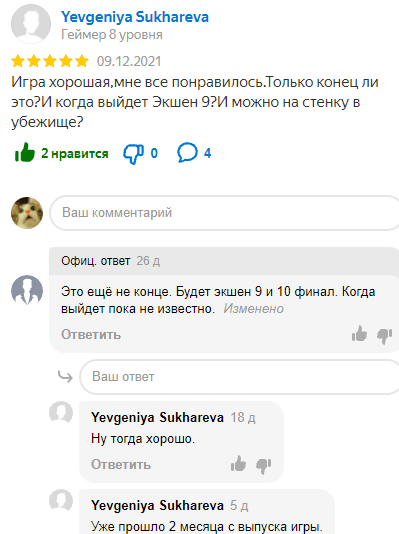 Yevgeniya Sukhareva
Геймер 8 уровня
09.12.2021
Игра хорошая,мне все понравилось.Только конец ли
это?И когда выйдет Экшен 9?И можно на стенку в
убежище?
2 нравится 0 4
Ваш комментарий
Офиц. ответ 26 д
Это ещё не конце. Будет экшен 9 и 10 финал. Когда
выйдет пока не известно. Изменено
Ответить
Ваш ответ
Yevgeniya Sukhareva 18 д
Ну тогда хорошо.
Ответить
Yevgeniya Sukhareva 5 д
Уже прошло 2 месяца с выпуска игры.